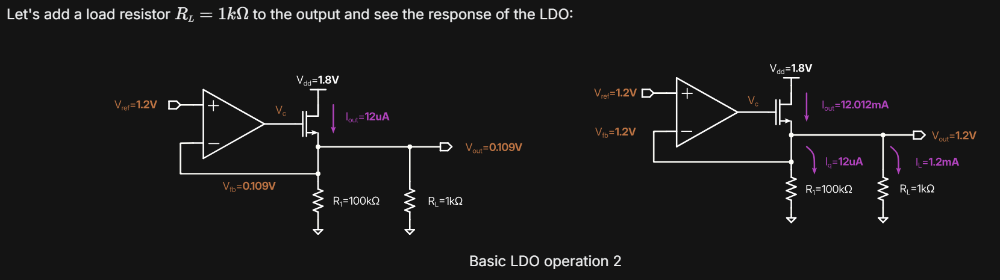 Let's add a load resistor R_L = 1kΩ to the output and see the response of the LDO:
Vdd=1.8V
Vref=1.2V
+
Vc
Iout=12uA
−
Vout=0.109V
Vfb=0.109V
R1=100kΩ
RL=1kΩ
Vdd=1.8V
Vref=1.2V
+
Vc
Iout=12.012mA
Vfb=1.2V
−
Vout=1.2V
Iq=12uA
IL=1.2mA
R1=100kΩ
RL=1kΩ
Basic LDO operation 2